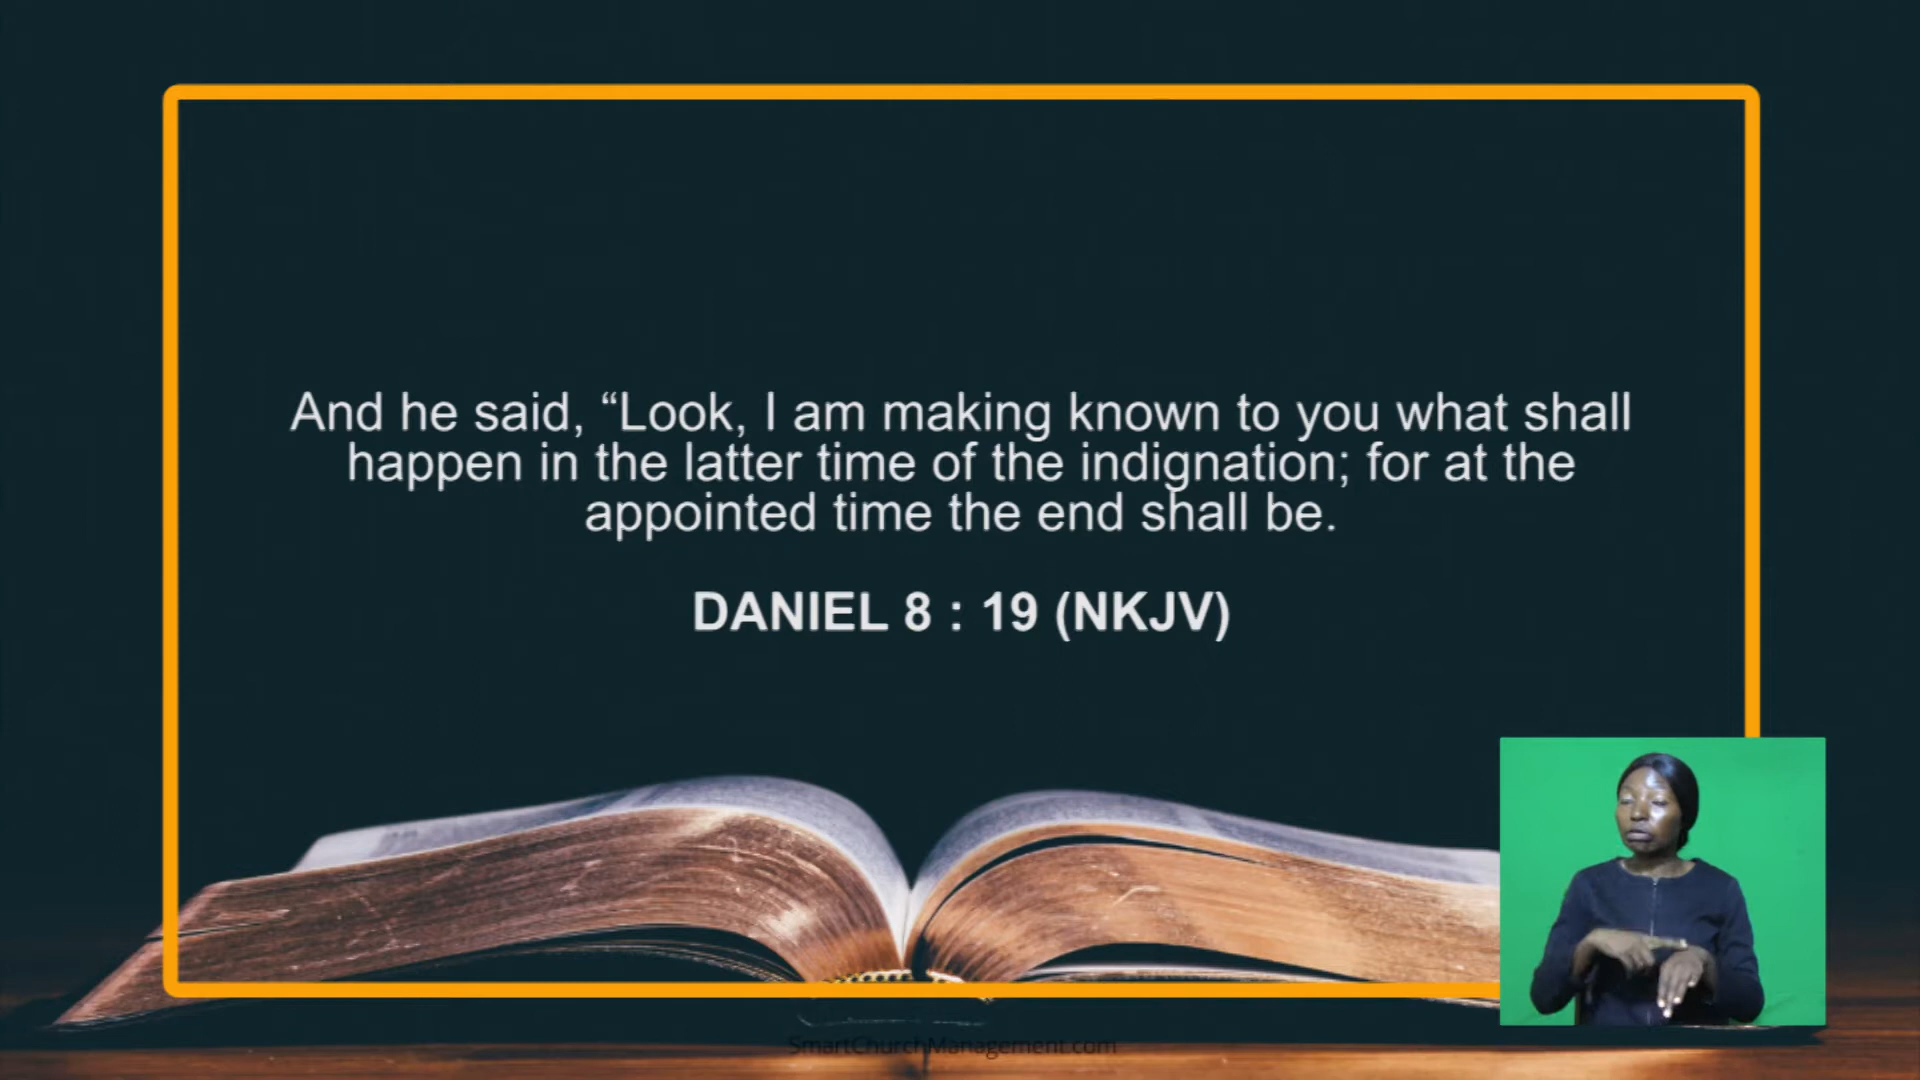 And he said, “Look, I am making known to you what shall
happen in the latter time of the indignation; for at the
appointed time the end shall be.
DANIEL 8 : 19 (NKJV)
SmartChurchManagement.com